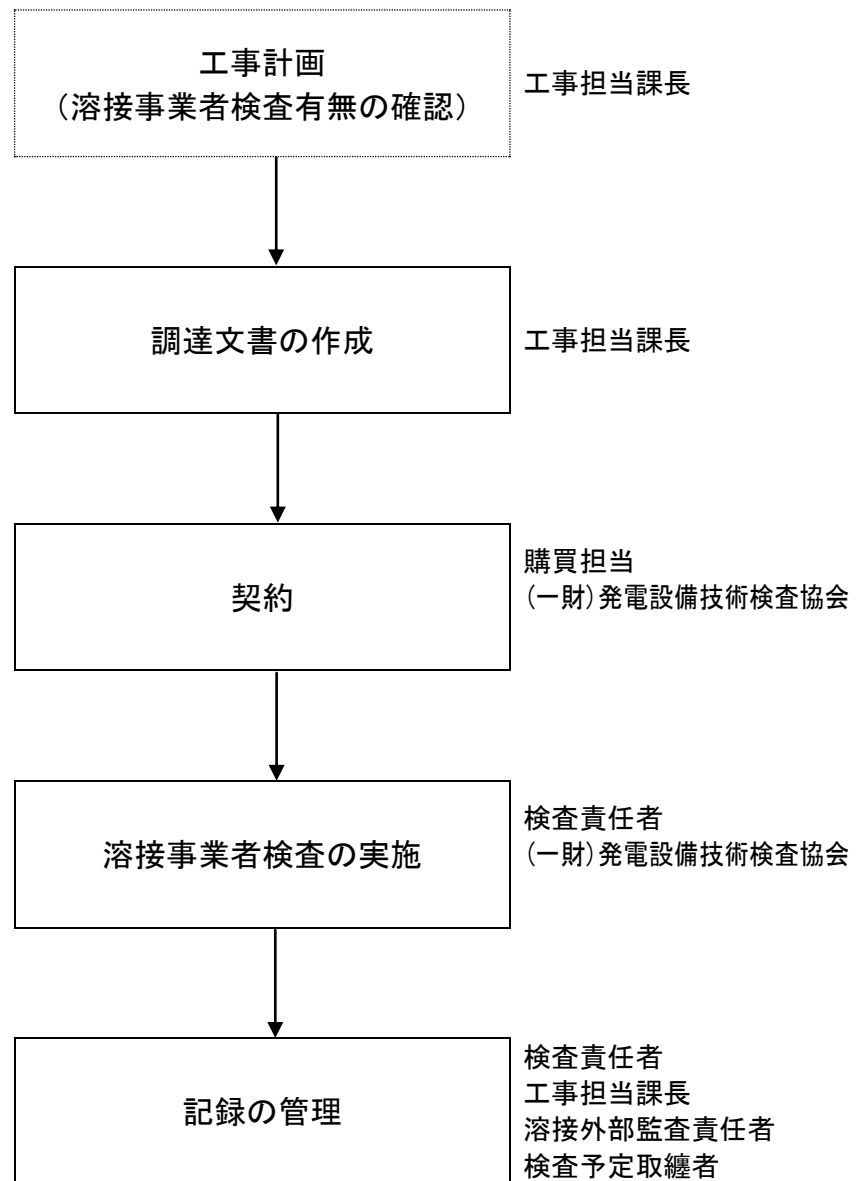 工事計画
（溶接事業者検査有無の確認）
工事担当課長
調達文書の作成
工事担当課長
契約
購買担当
（一財）発電設備技術検査協会
溶接事業者検査の実施
検査責任者
（一財）発電設備技術検査協会
記録の管理
検査責任者
工事担当課長
溶接外部監査責任者
検査予定取纏者